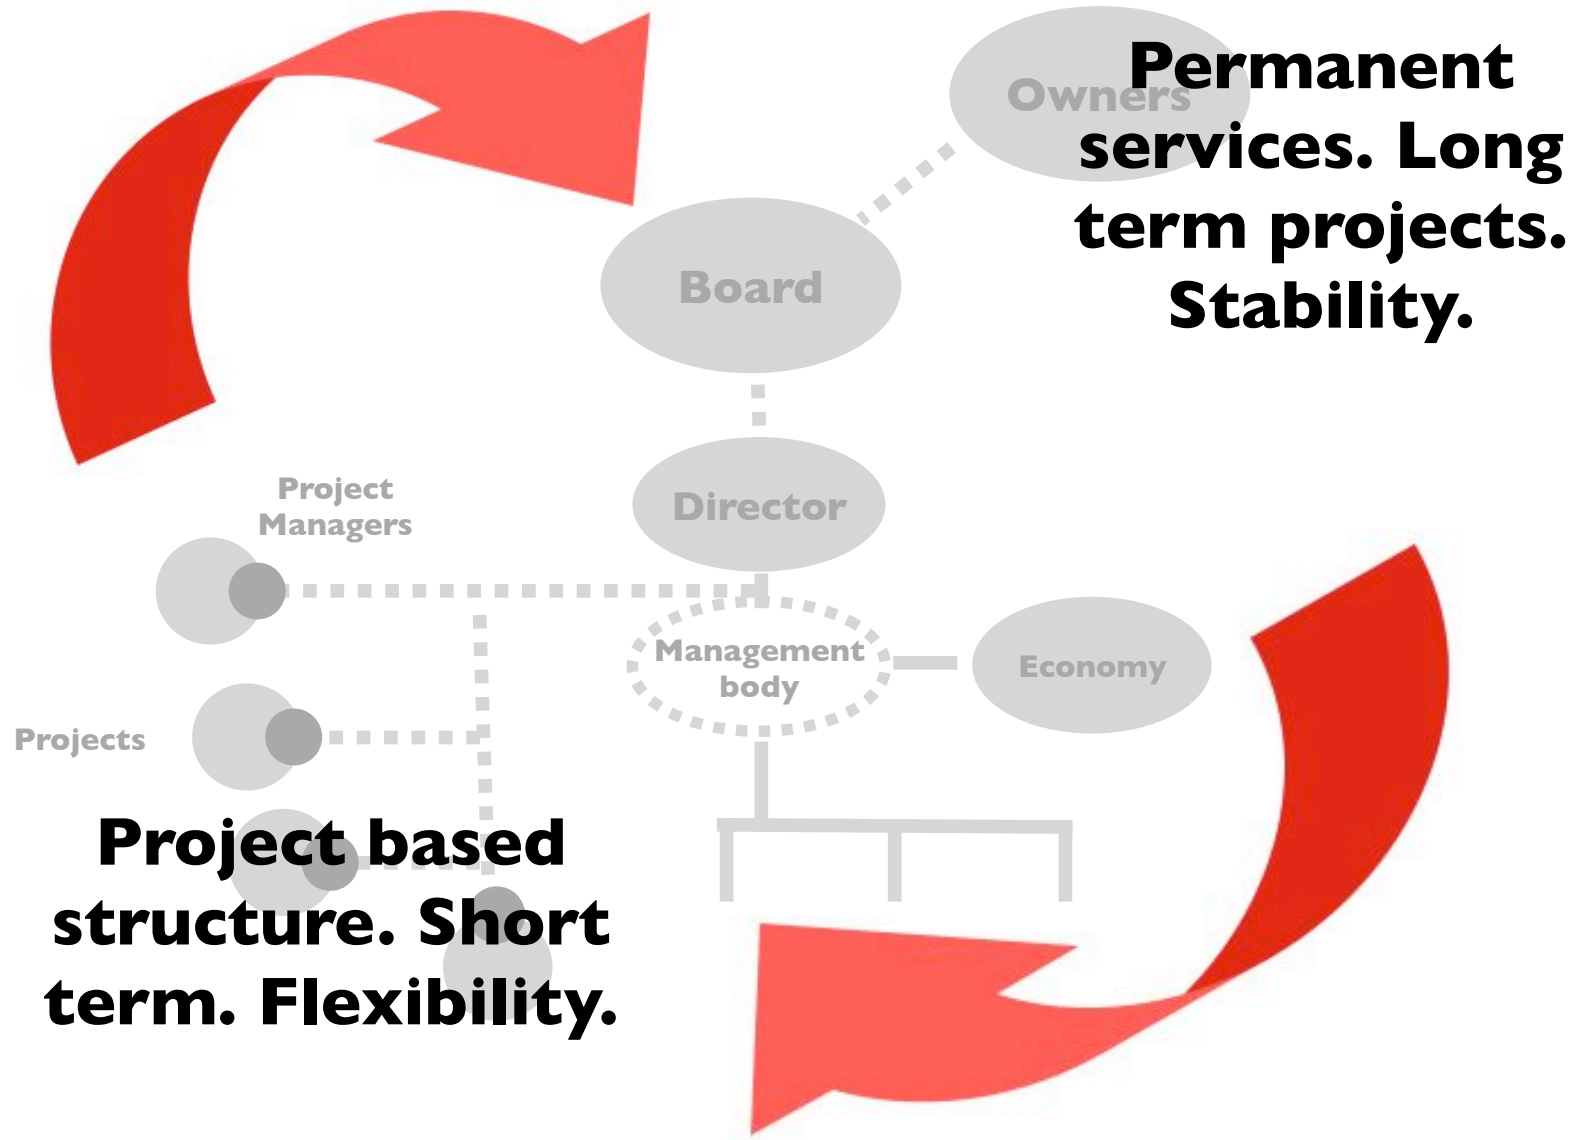 Owners
Permanent
services. Long
term projects.
Stability.
Board
Project
Managers
Director
Management
body
Economy
Projects
Project based
structure. Short
term. Flexibility.